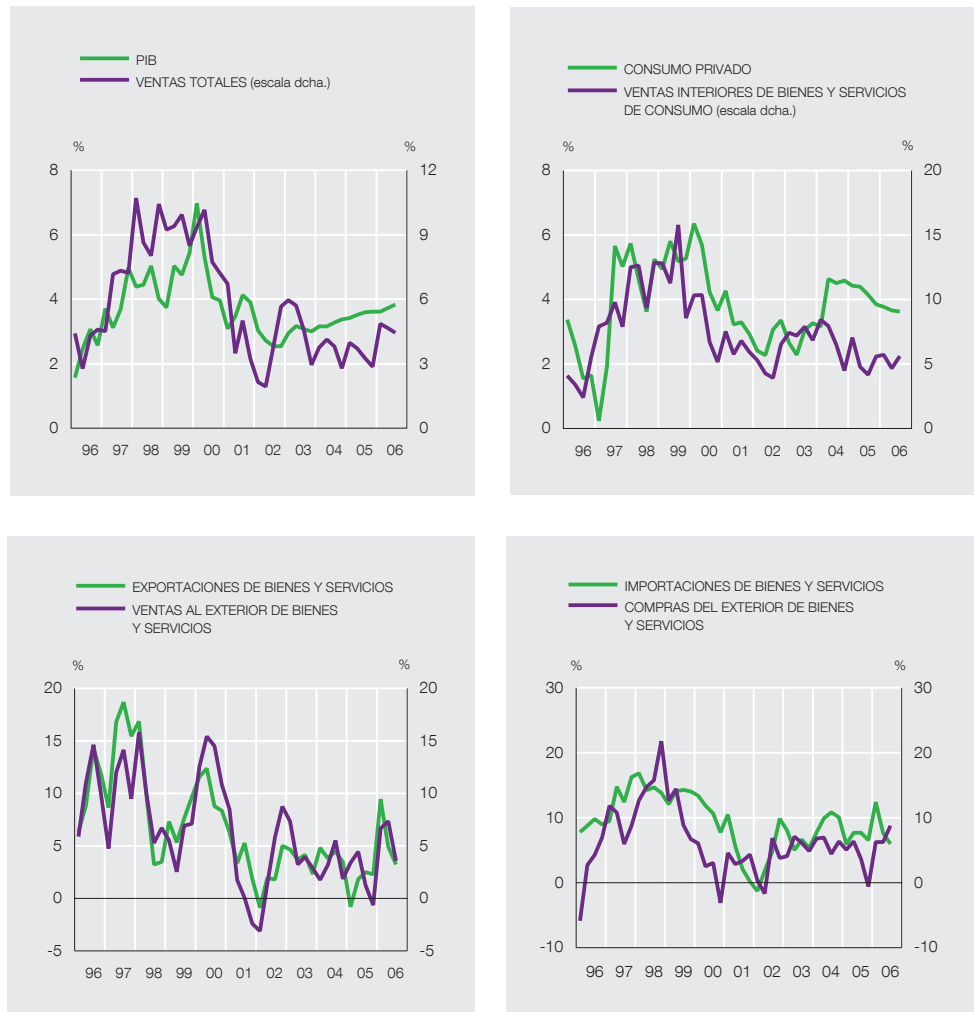 PIB
VENTAS TOTALES (escala dcha.)
% %
8 12
6 9
4 6
2 3
0 0
96 97 98 99 00 01 02 03 04 05 06
CONSUMO PRIVADO
VENTAS INTERIORES DE BIENES Y SERVICIOS
DE CONSUMO (escala dcha.)
% %
8 20
6 15
4 10
2 5
0 0
96 97 98 99 00 01 02 03 04 05 06
EXPORTACIONES DE BIENES Y SERVICIOS
VENTAS AL EXTERIOR DE BIENES
Y SERVICIOS
% %
20 20
15 15
10 10
5 5
0 0
-5 -5
96 97 98 99 00 01 02 03 04 05 06
IMPORTACIONES DE BIENES Y SERVICIOS
COMPRAS DEL EXTERIOR DE BIENES
Y SERVICIOS
% %
30 30
20 20
10 10
0 0
-10 -10
96 97 98 99 00 01 02 03 04 05 06